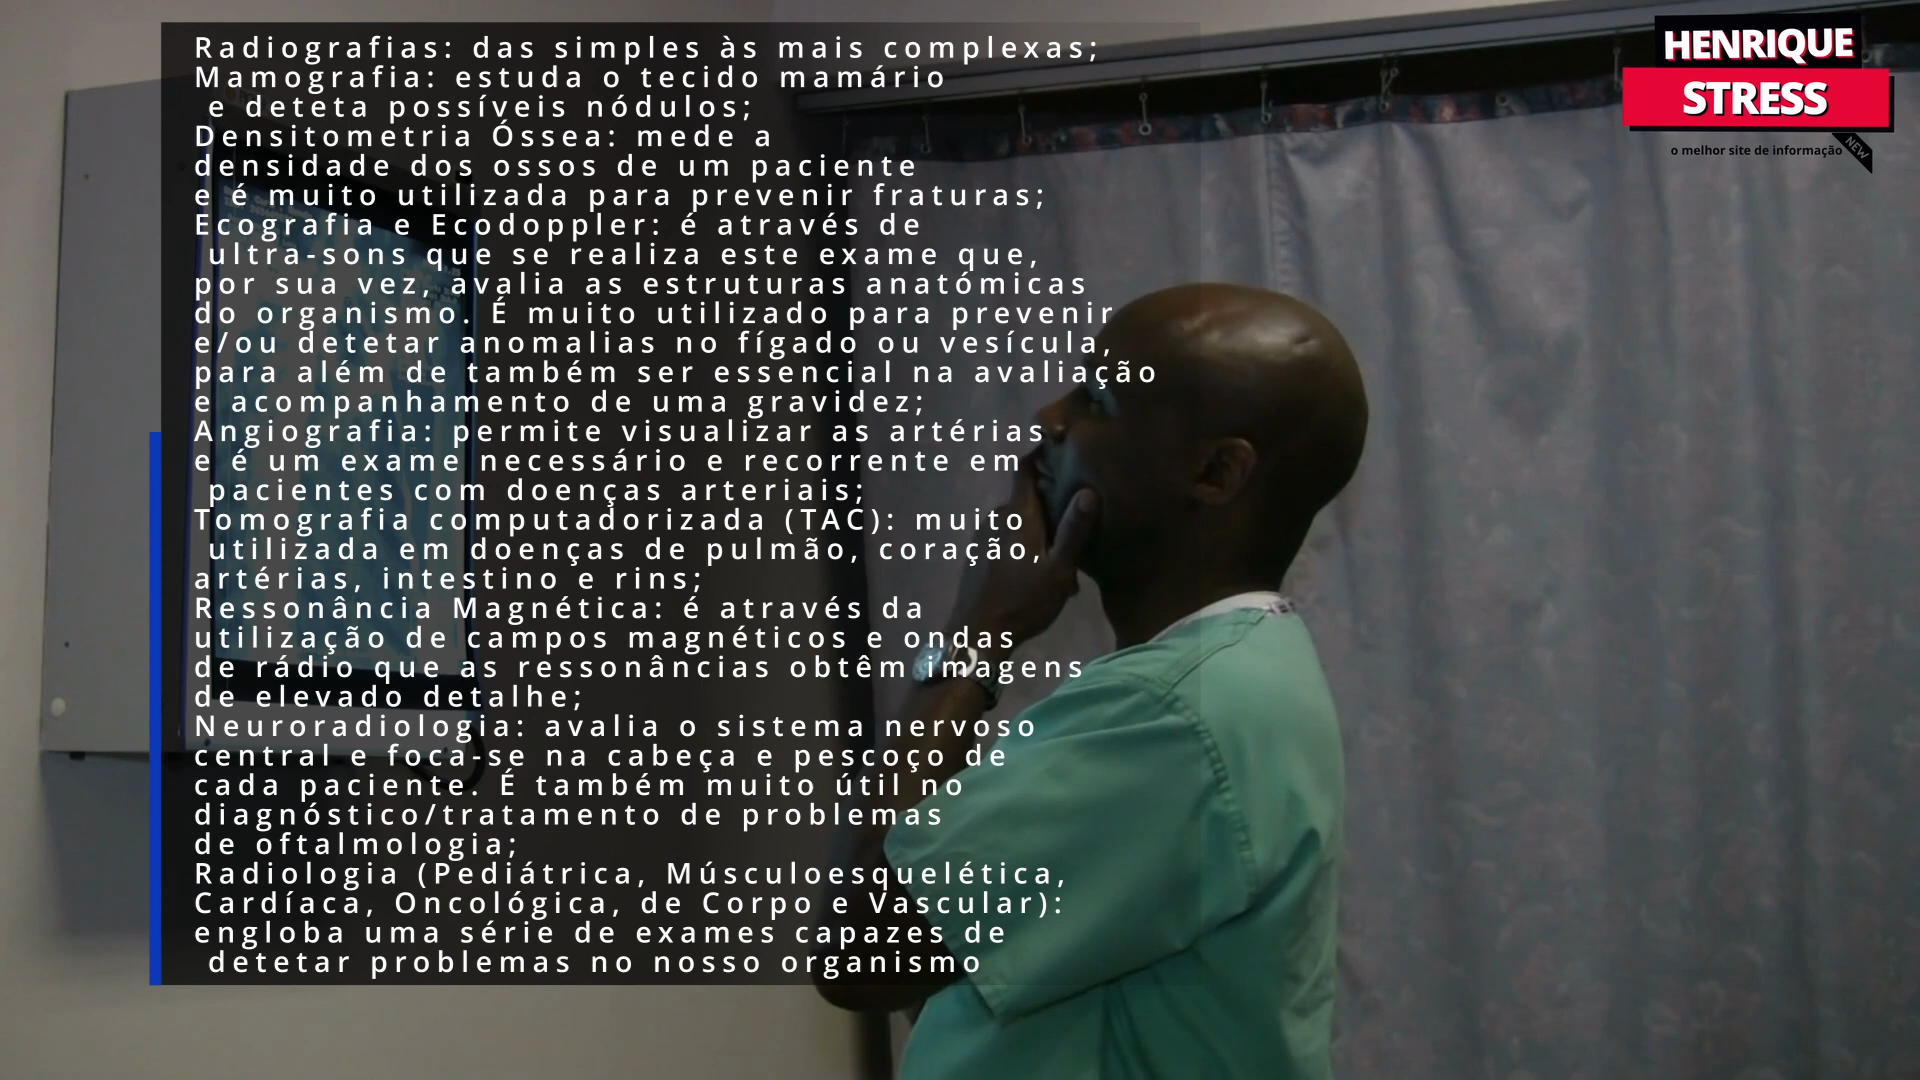 Radiografias: das simples às mais complexas;
Mamografia: estuda o tecido mamário
e deteta possíveis nódulos;
Densitometria Óssea: mede a
densidade dos ossos de um paciente
e é muito utilizada para prevenir fraturas;
Ecografia e Ecodoppler: é através de
ultra-sons que se realiza este exame que,
por sua vez, avalia as estruturas anatómicas
do organismo. É muito utilizado para prevenir
e/ou detetar anomalias no fígado ou vesícula,
para além de também ser essencial na avaliação
e acompanhamento de uma gravidez;
Angiografia: permite visualizar as artérias
e é um exame necessário e recorrente em
pacientes com doenças arteriais;
Tomografia computadorizada (TAC): muito
utilizada em doenças de pulmão, coração,
artérias, intestino e rins;
Ressonância Magnética: é através da
utilização de campos magnéticos e ondas
de rádio que as ressonâncias obtêm imagens
de elevado detalhe;
Neuroradiologia: avalia o sistema nervoso
central e foca-se na cabeça e pescoço de
cada paciente. É também muito útil no
diagnóstico/tratamento de problemas
de oftalmologia;
Radiologia (Pediátrica, Músculoesquelética,
Cardíaca, Oncológica, de Corpo e Vascular):
engloba uma série de exames capazes de
detetar problemas no nosso organismo
HENRIQUE
STRESS
o melhor site de informação
NEW